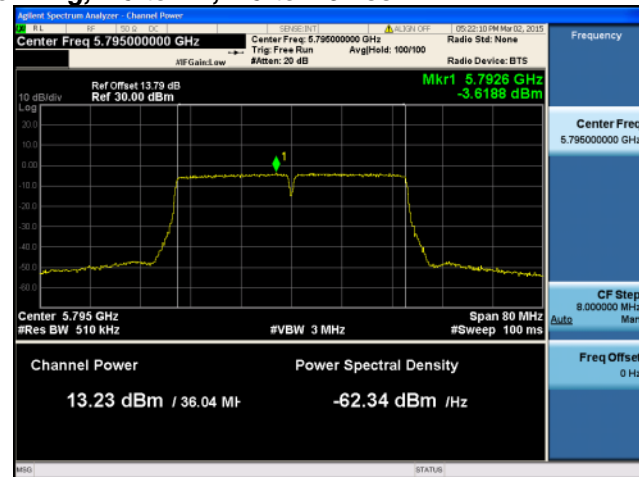 Agilent Spectrum Analyzer - Channel Power
RL RF 50 Ω DC SENSE:INT ALIGN OFF 05:22:10 PM Mar 02, 2015
Center Freq 5.795000000 GHz
Center Freq: 5.795000000 GHz
Radio Std: None
Trig: Free Run Avg|Hold: 100/100
#IFGain:Low #Atten: 20 dB Radio Device: BTS
Frequency
Ref Offset 13.79 dB
10 dB/div Ref 30.00 dBm
Mkr1 5.7926 GHz
-3.6188 dBm
Log
20.0
10.0
0.00
-10.0
-20.0
-30.0
-40.0
-50.0
-60.0
1
Center 5.795 GHz Span 80 MHz
#Res BW 510 kHz #VBW 3 MHz #Sweep 100 ms
Channel Power Power Spectral Density
13.23 dBm / 36.04 MH -62.34 dBm /Hz
Center Freq
5.795000000 GHz
CF Step
8.000000 MHz
Auto Man
Freq Offset
0 Hz
MSG STATUS